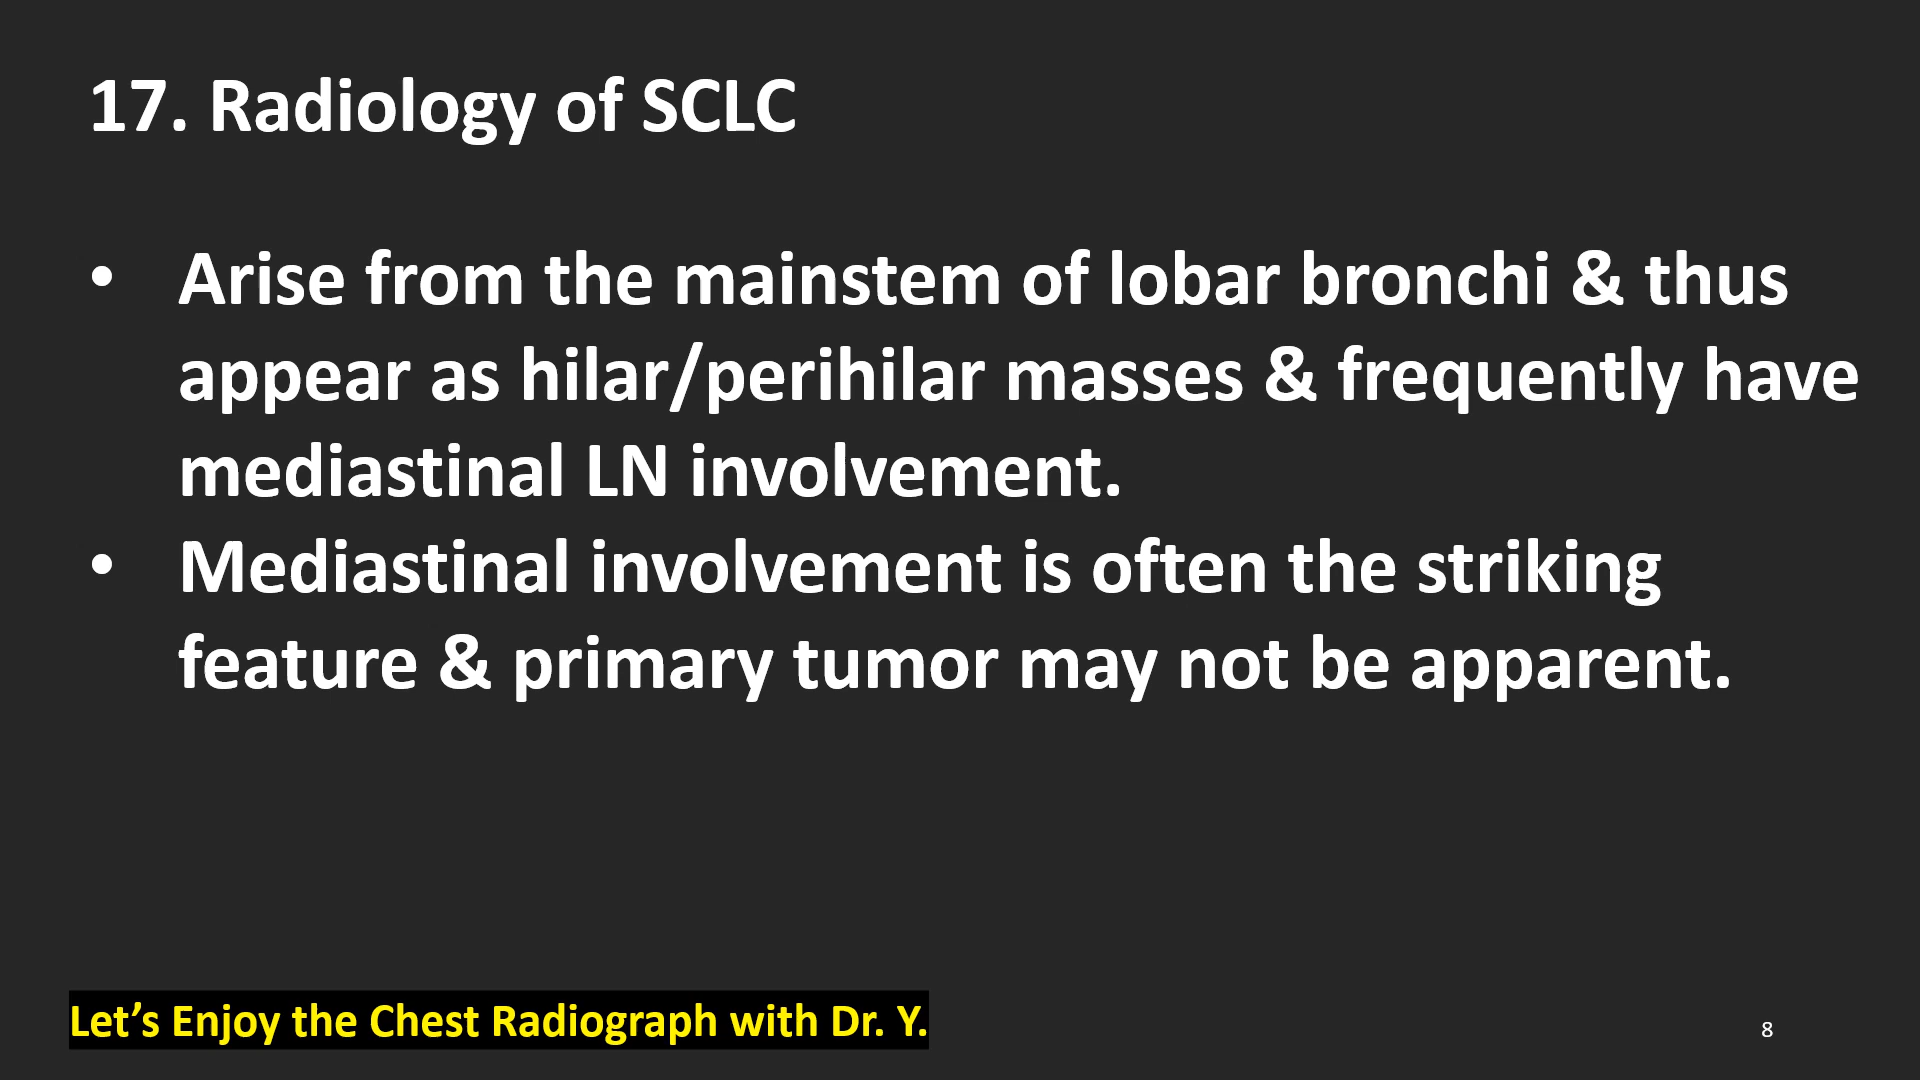 17. Radiology of SCLC
• Arise from the mainstem of lobar bronchi & thus
appear as hilar/perihilar masses & frequently have
mediastinal LN involvement.
• Mediastinal involvement is often the striking
feature & primary tumor may not be apparent.
Let’s Enjoy the Chest Radiograph with Dr. Y.
8